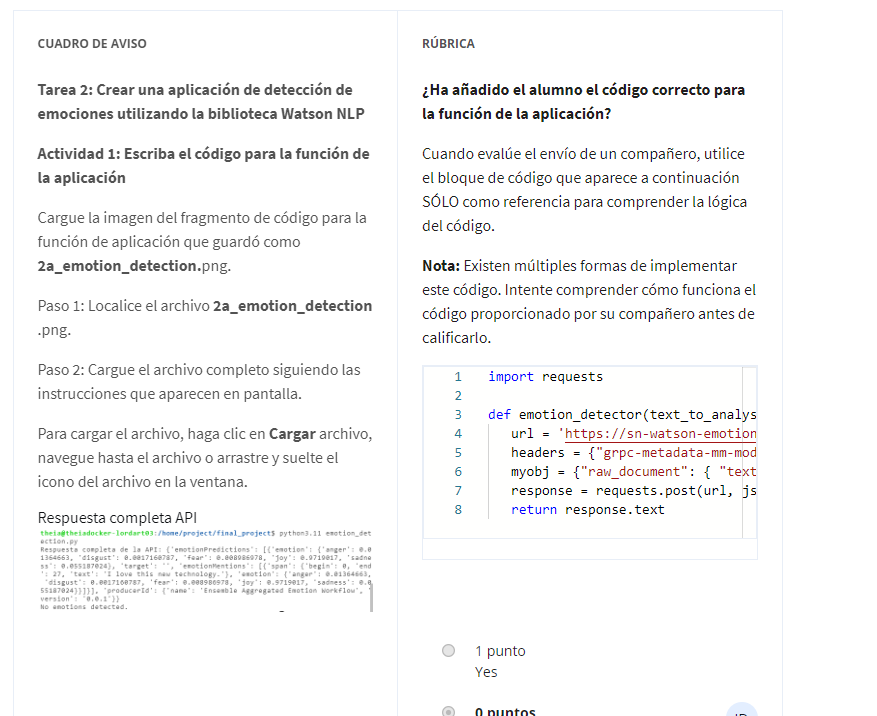 CUADRO DE AVISO
Tarea 2: Crear una aplicación de detección de
emociones utilizando la biblioteca Watson NLP
Actividad 1: Escriba el código para la función de
la aplicación
Cargue la imagen del fragmento de código para la
función de aplicación que guardó como
2a_emotion_detection.png.
Paso 1: Localice el archivo 2a_emotion_detection
.png.
Paso 2: Cargue el archivo completo siguiendo las
instrucciones que aparecen en pantalla.
Para cargar el archivo, haga clic en Cargar archivo,
navegue hasta el archivo o arrastre y suelte el
icono del archivo en la ventana.
Respuesta completa API
theia@theiadocker-lordart03:/home/project/final_project$ python3.11 emotion_det
ection.py
Respuesta completa de la API: {'emotionPredictions': [{'emotion': {'anger': 0.0
1364663, 'disgust': 0.0017160787, 'fear': 0.008986978, 'joy': 0.9719017, 'sadne
ss': 0.055187024}, 'target': '', 'emotionMentions': [{'span': {'begin': 0, 'end'
': 27, 'text': 'I love this new technology.'}, 'emotion': {'anger': 0.01364663,
'disgust': 0.0017160787, 'fear': 0.008986978, 'joy': 0.9719017, 'sadness': 0.0
55187024}}]}], 'producerId': {'name': 'Ensemble Aggregated Emotion Workflow', '
version': '0.0.1'}}
No emotions detected.
RÚBRICA
¿Ha añadido el alumno el código correcto para
la función de la aplicación?
Cuando evalúe el envío de un compañero, utilice
el bloque de código que aparece a continuación
SÓLO como referencia para comprender la lógica
del código.
Nota: Existen múltiples formas de implementar
este código. Intente comprender cómo funciona el
código proporcionado por su compañero antes de
calificarlo.
1 import requests
2
3 def emotion_detector(text_to_analys
4 url = 'https://sn-watson-emotion
5 headers = {"grpc-metadata-mm-mod
6 myobj = {"raw_document": { "text
7 response = requests.post(url, js
8 return response.text
1 punto
Yes
0 puntos